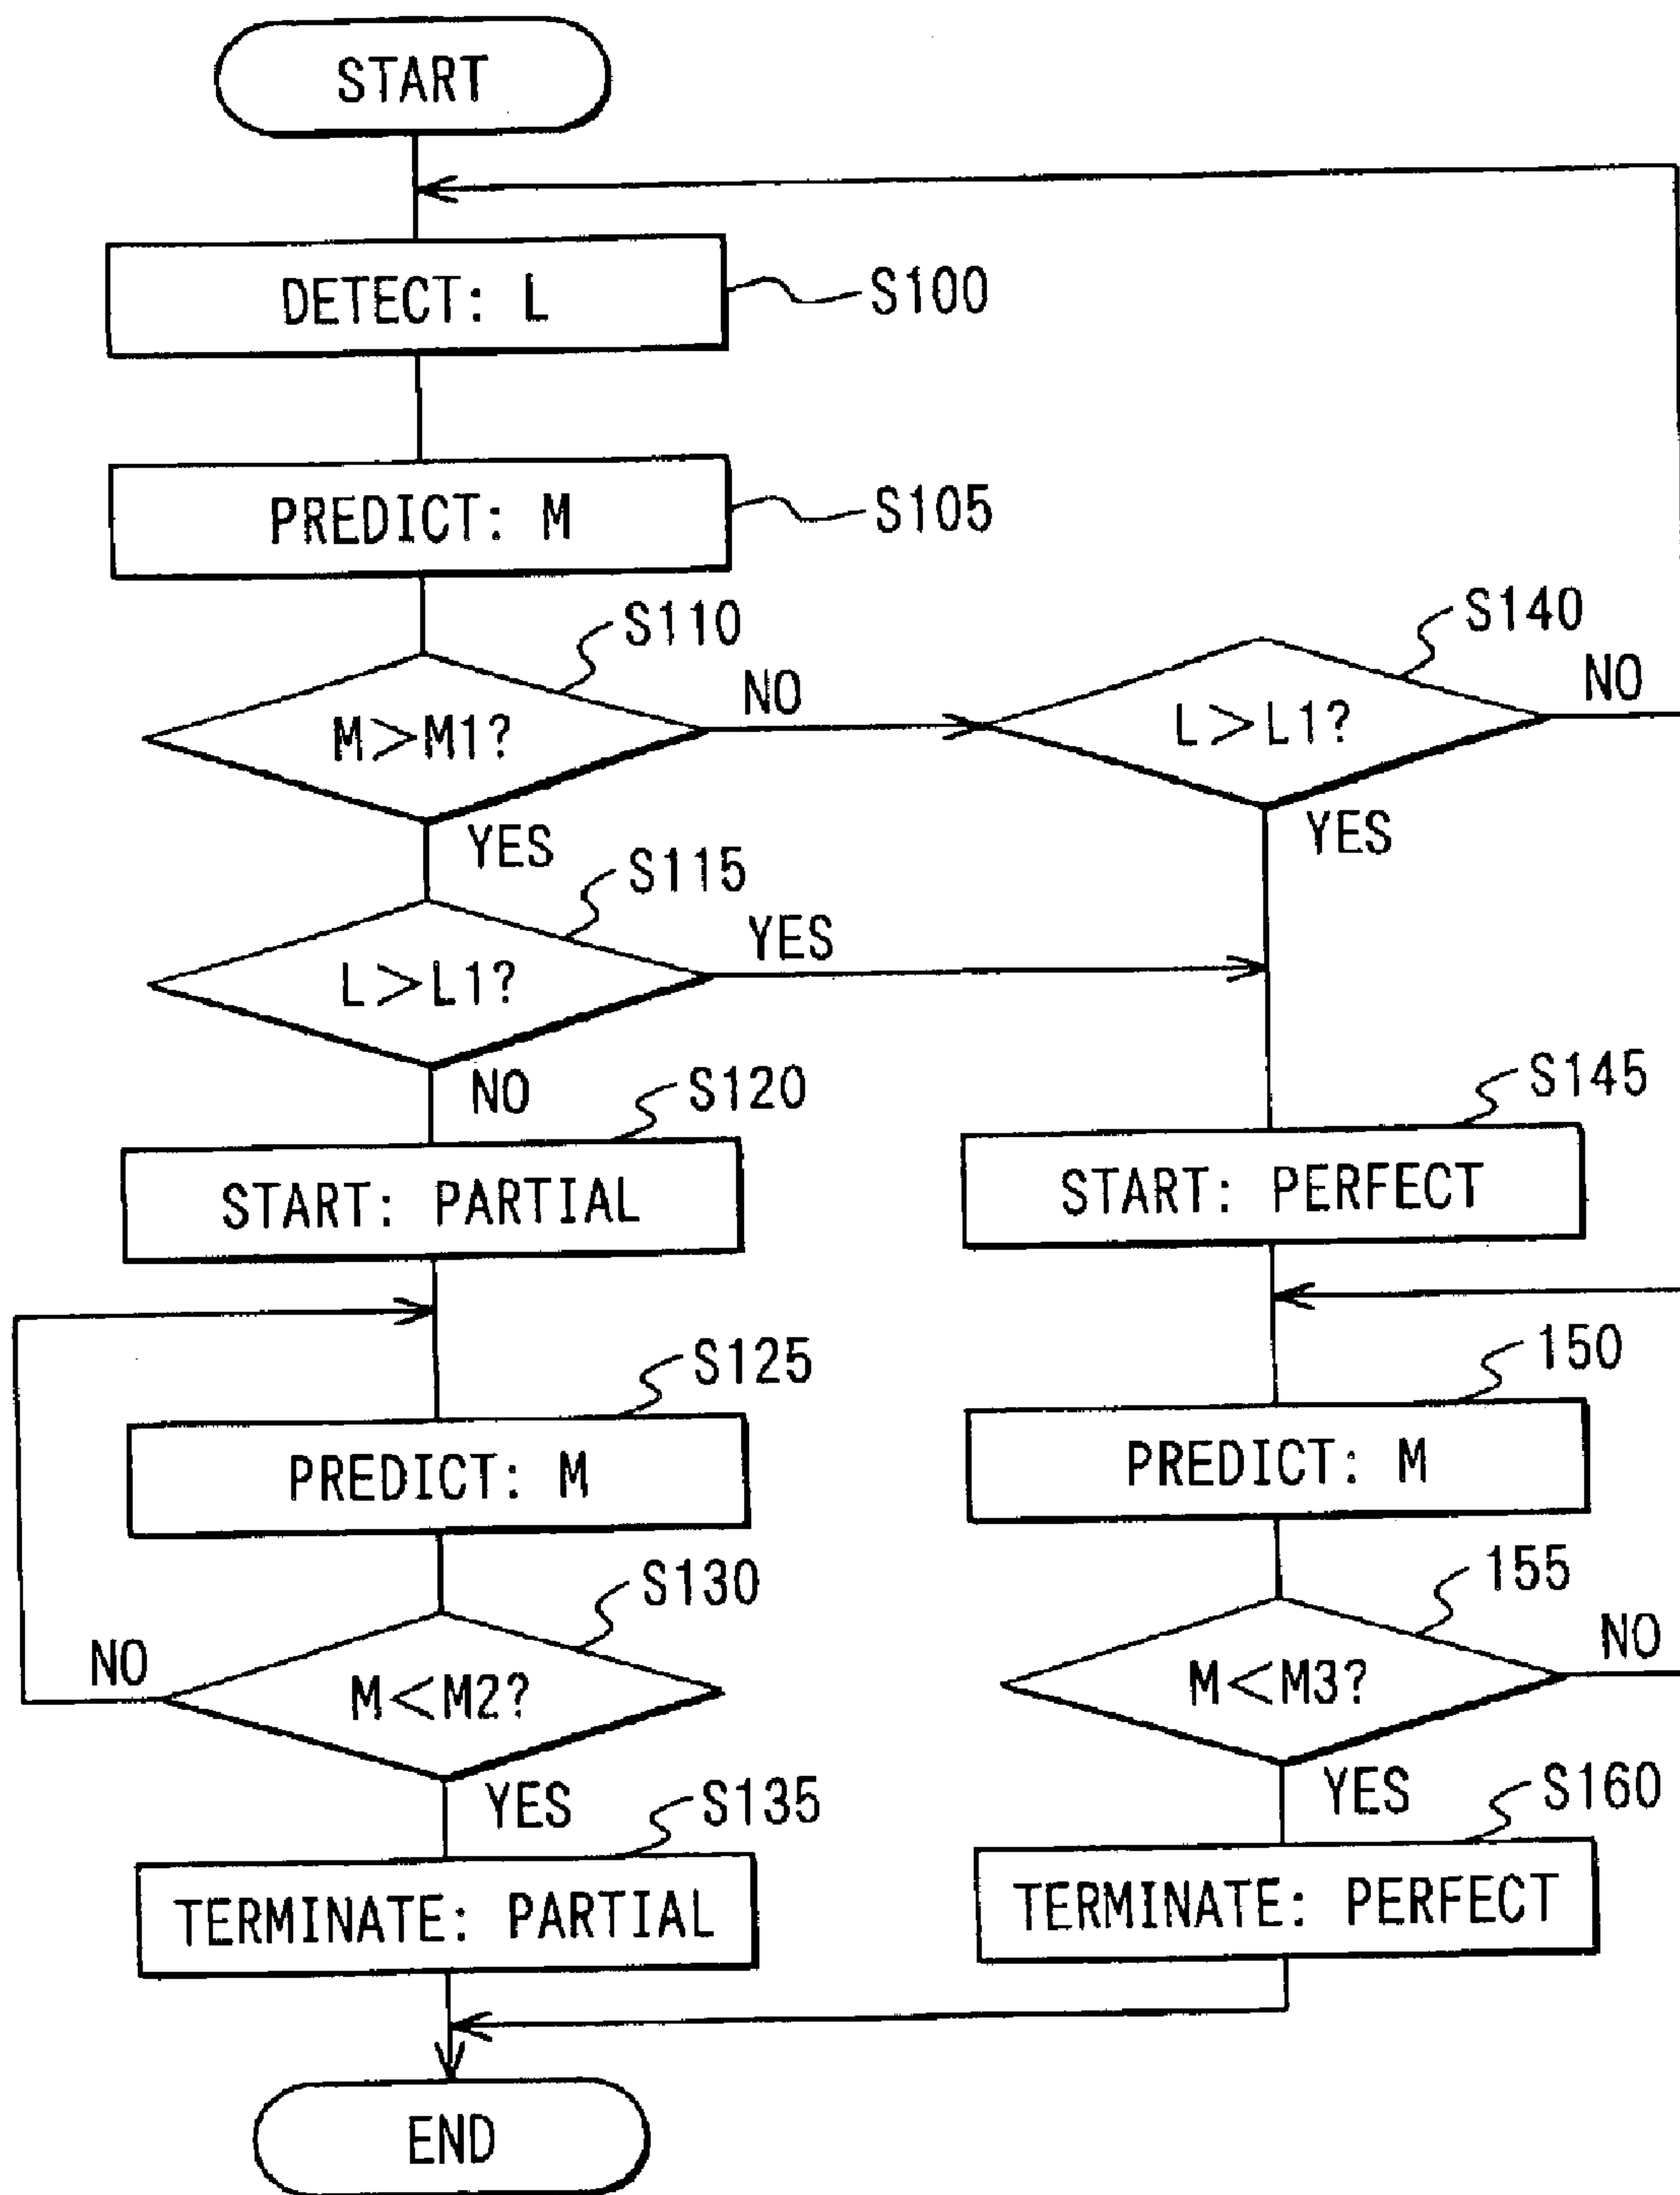 START
DETECT: L
S100
PREDICT: M
S105
S110
M>M1?
NO
YES
S140
L>L1?
NO
YES
S115
L>L1?
YES
NO
S120
START: PARTIAL
S145
START: PERFECT
S125
PREDICT: M
150
PREDICT: M
S130
M<M2?
NO
YES
155
M<M3?
NO
YES
S135
TERMINATE: PARTIAL
S160
TERMINATE: PERFECT
END